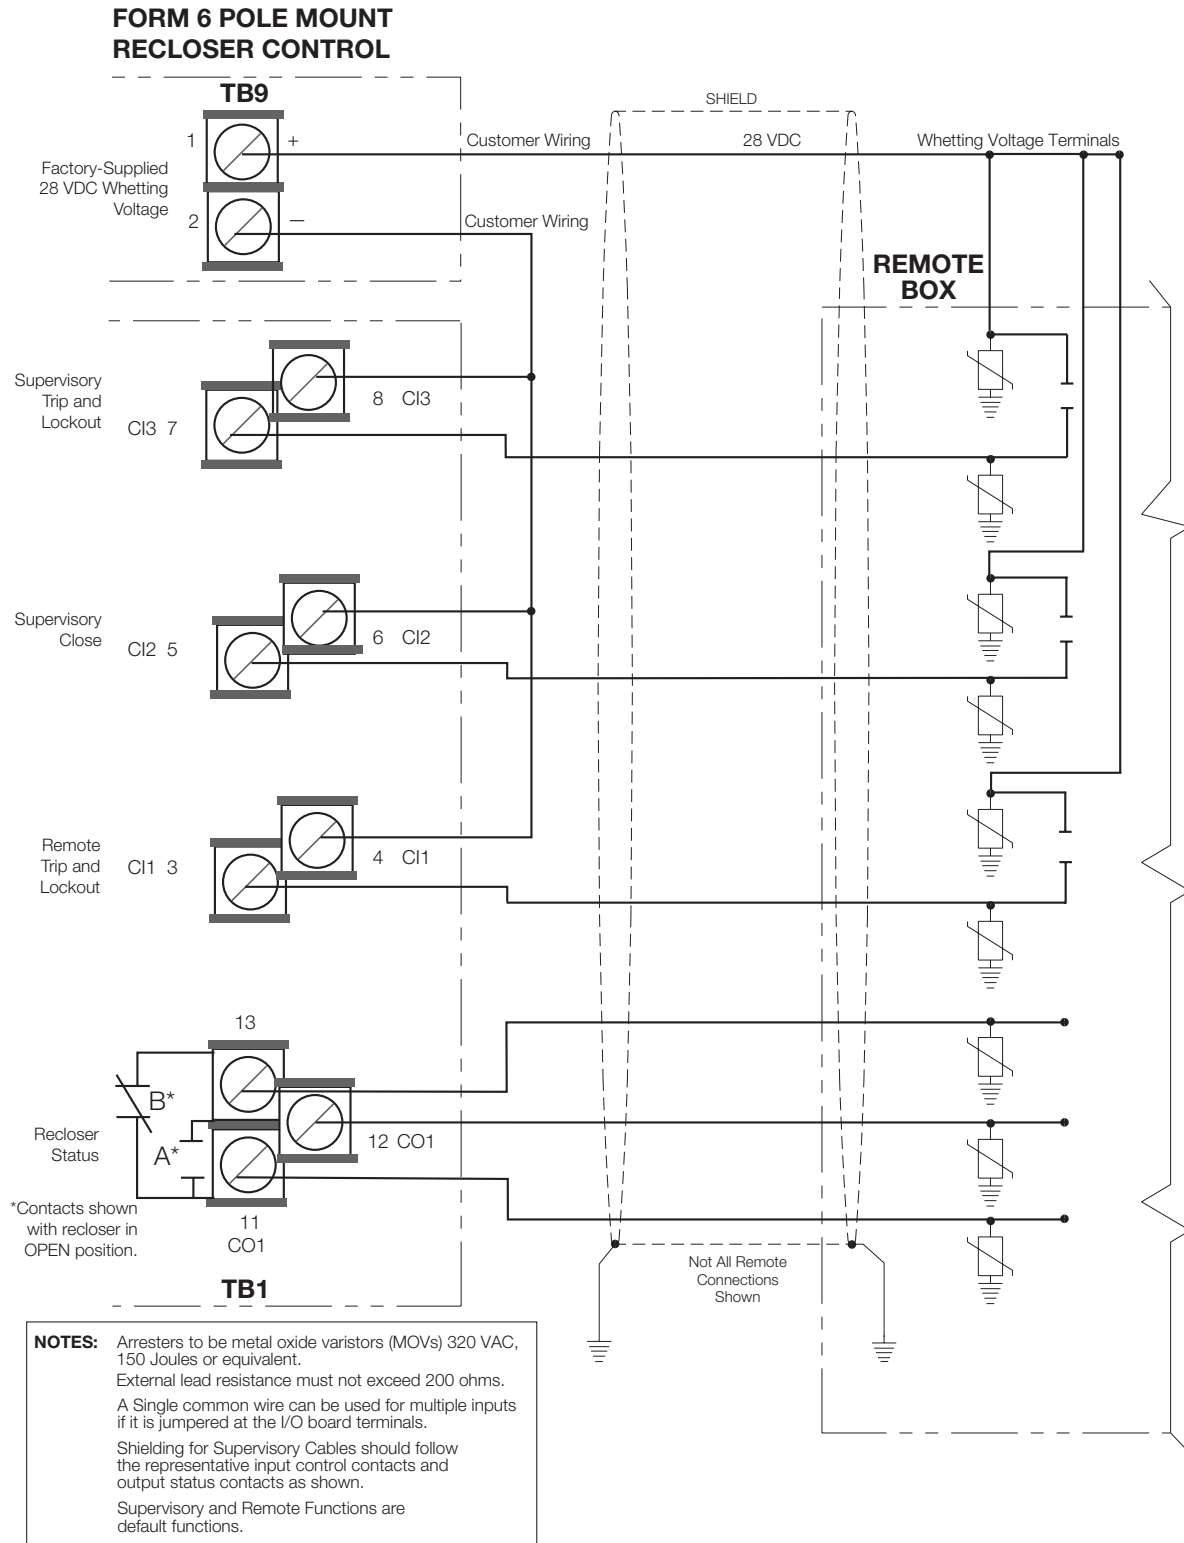 FORM 6 POLE MOUNT
RECLOSER CONTROL
TB9
SHIELD
1
+
Customer Wiring
28 VDC
Whetting Voltage Terminals
Factory-Supplied
28 VDC Whetting
Voltage
2
—
Customer Wiring
REMOTE
BOX
Supervisory
Trip and
Lockout
8 CI3
CI3 7
Supervisory
Close
6 CI2
CI2 5
Remote
Trip and
Lockout
4 CI1
CI1 3
13
B*
Recloser
Status
A*
12 CO1
*Contacts shown
with recloser in
OPEN position.
11
CO1
TB1
Not All Remote
Connections
Shown
NOTES: Arresters to be metal oxide varistors (MOVs) 320 VAC,
150 Joules or equivalent.
External lead resistance must not exceed 200 ohms.
A Single common wire can be used for multiple inputs
if it is jumpered at the I/O board terminals.
Shielding for Supervisory Cables should follow
the representative input control contacts and
output status contacts as shown.
Supervisory and Remote Functions are
default functions.